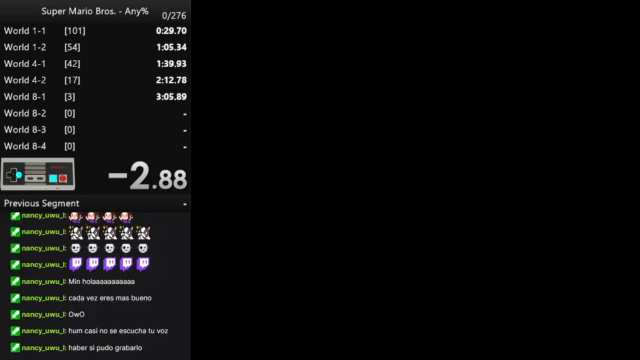 Super Mario Bros. - Any%
0/276
World 1-1 [101] 0:29.70
World 1-2 [54] 1:05.34
World 4-1 [42] 1:39.93
World 4-2 [17] 2:12.78
World 8-1 [3] 3:05.89
World 8-2 [0] -
World 8-3 [0] -
World 8-4 [0] -
−2.88
Previous Segment -
nancy_uwu_l:
nancy_uwu_l:
nancy_uwu_l:
nancy_uwu_l:
nancy_uwu_l: Min holaaaaaaaaaaa
nancy_uwu_l: cada vez eres mas bueno
nancy_uwu_l: OwO
nancy_uwu_l: hum casi no se escucha tu voz
nancy_uwu_l: haber si pudo grabarlo